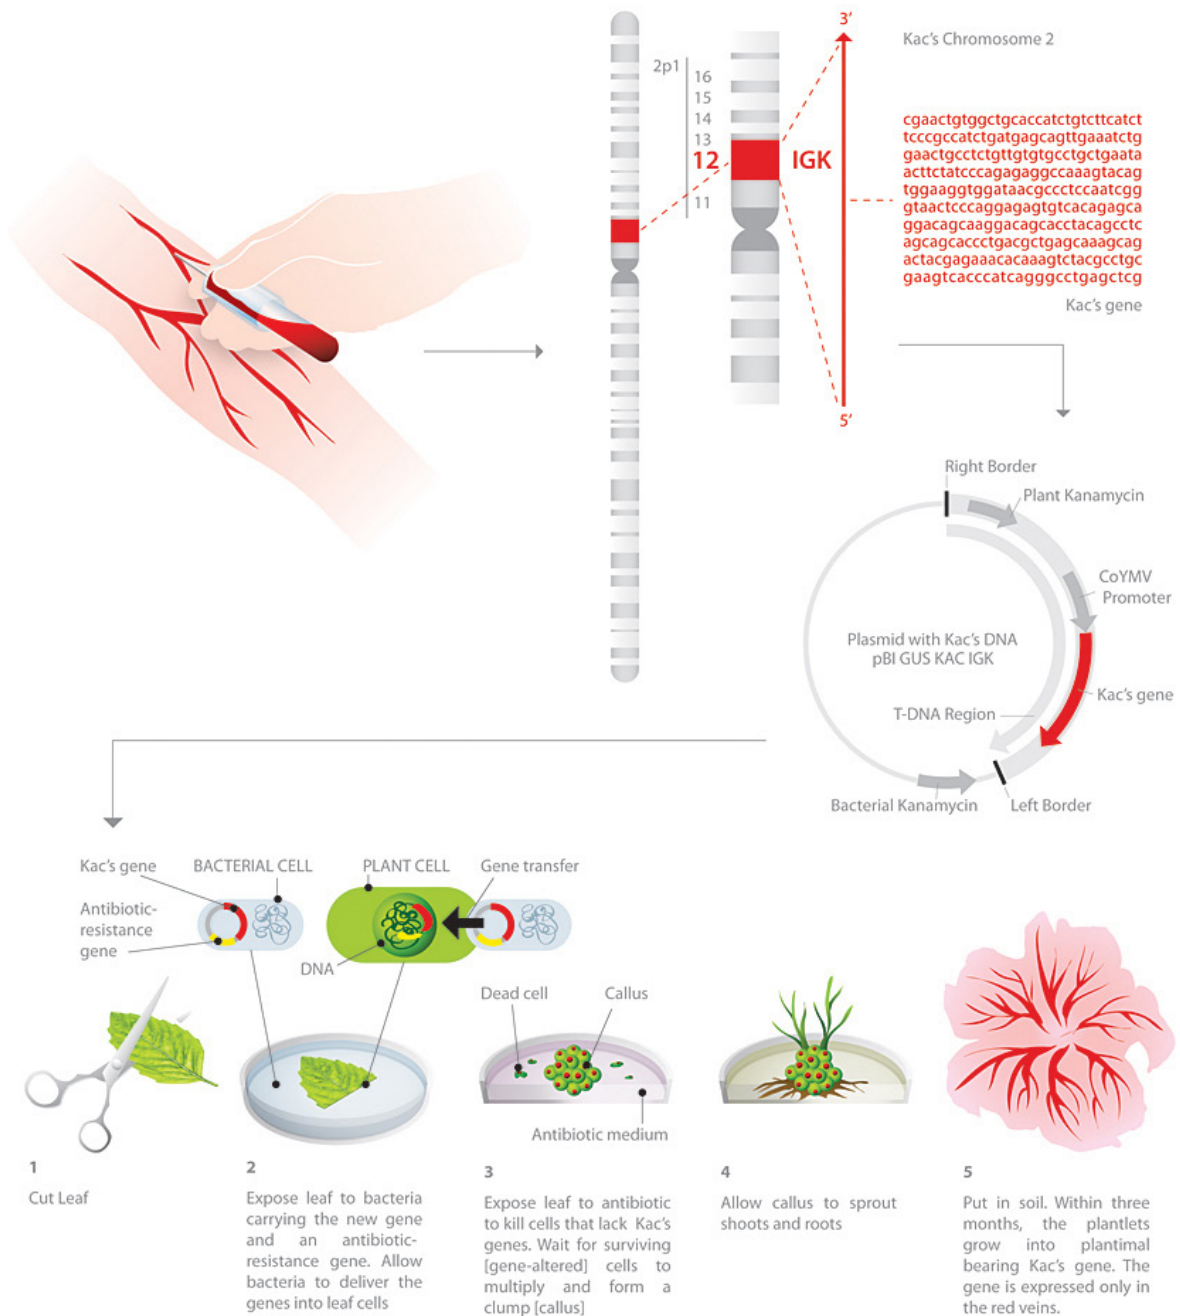 3'
Kac's Chromosome 2
2p1
16
15
14
13
12
IGK
11
cgaactgtggctgcaccatctgtcttcatct
tcccgccatctgatgagcagttgaaatctg
gaactgcctctgttgtgtgcctgctgaata
acttctatcccagagaggccaaagtacag
tggaaggtggataacgccctccaatcgg
gtaactcccaggagagtgtcacagagca
ggacagcaaggacagcacctacagcctc
agcagcaccctgacgctgagcaaagcag
actacgagaaacacaaagtctacgcctgc
gaagtcacccatcagggcctgagctcg
Kac's gene
5'
Right Border
Plant Kanamycin
CoYMV
Promoter
Plasmid with Kac's DNA
pBI GUS KAC IGK
Kac's gene
T-DNA Region
Bacterial Kanamycin
Left Border
Kac's gene
BACTERIAL CELL
PLANT CELL
Gene transfer
Antibiotic-
resistance
gene
DNA
Dead cell
Callus
Antibiotic medium
1
Cut Leaf
2
Expose leaf to bacteria
carrying the new gene
and an antibiotic-
resistance gene. Allow
bacteria to deliver the
genes into leaf cells
3
Expose leaf to antibiotic
to kill cells that lack Kac's
genes. Wait for surviving
[gene-altered] cells to
multiply and form a
clump [callus]
4
Allow callus to sprout
shoots and roots
5
Put in soil. Within three
months, the plantlets
grow into plantimal
bearing Kac's gene. The
gene is expressed only in
the red veins.